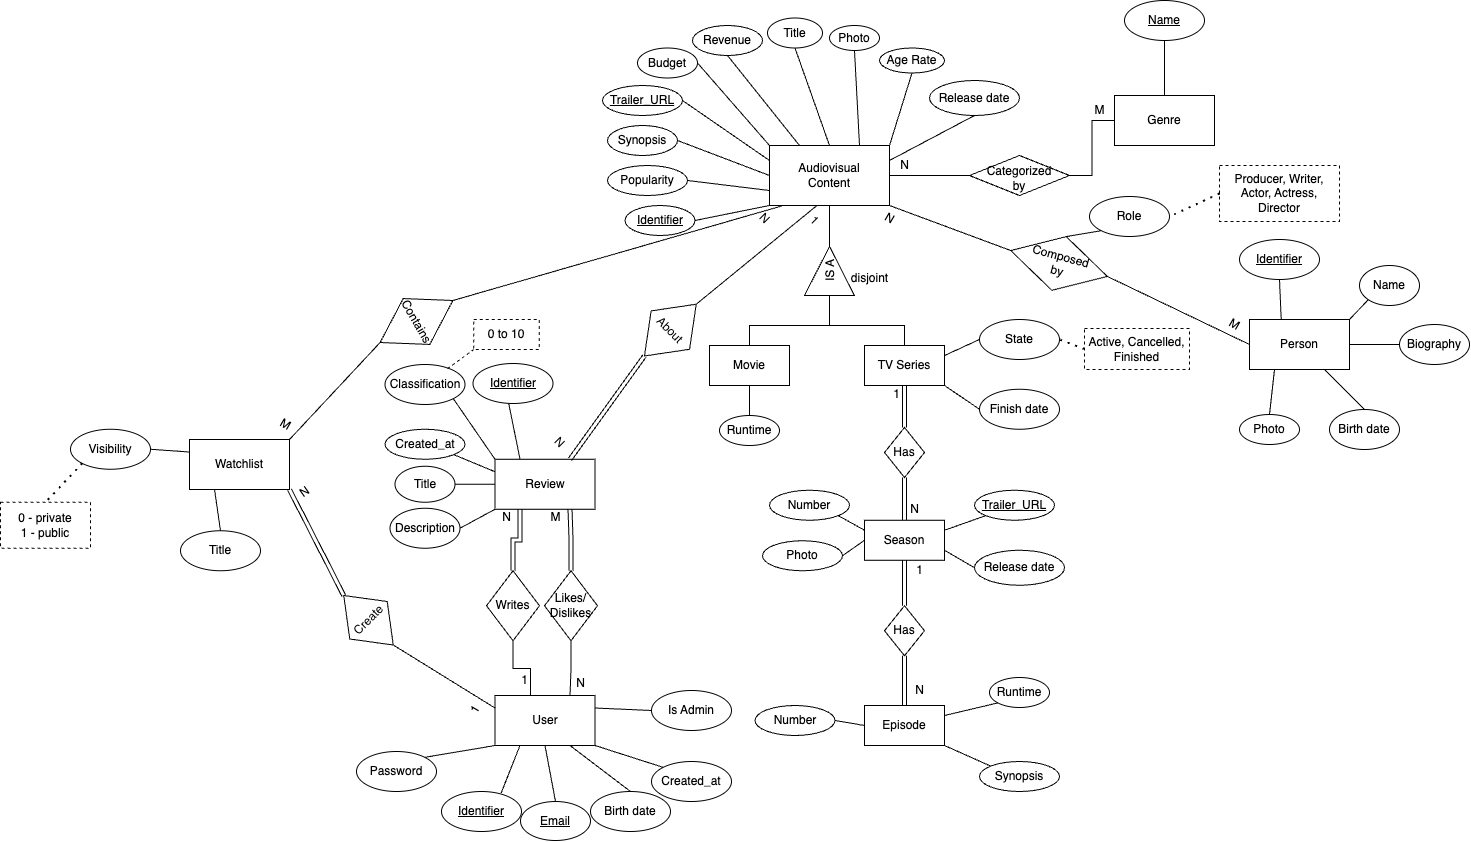 Name
Title
Photo
Revenue
Age Rate
Budget
Release date
Trailer_URL
M
Genre
Synopsis
Audiovisual
Content
N
Categorized
by
Popularity
Producer, Writer,
Actor, Actress,
Director
Identifier
N
1
N
Role
IS A
disjoint
Composed
by
Identifier
Name
Contains
About
0 to 10
M
State
Active, Cancelled,
Finished
Person
Biography
Movie
TV Series
Classification
Identifier
1
Finish date
Runtime
Photo
Birth date
M
Created_at
N
Visibility
Watchlist
Has
Title
Review
N
Number
Trailer_URL
N
0 - private
1 - public
Description
N
M
Season
Title
Photo
Release date
1
Create
Writes
Likes/
Dislikes
Has
1
N
N
Runtime
1
User
Is Admin
Number
Episode
Password
Created_at
Synopsis
Identifier
Email
Birth date